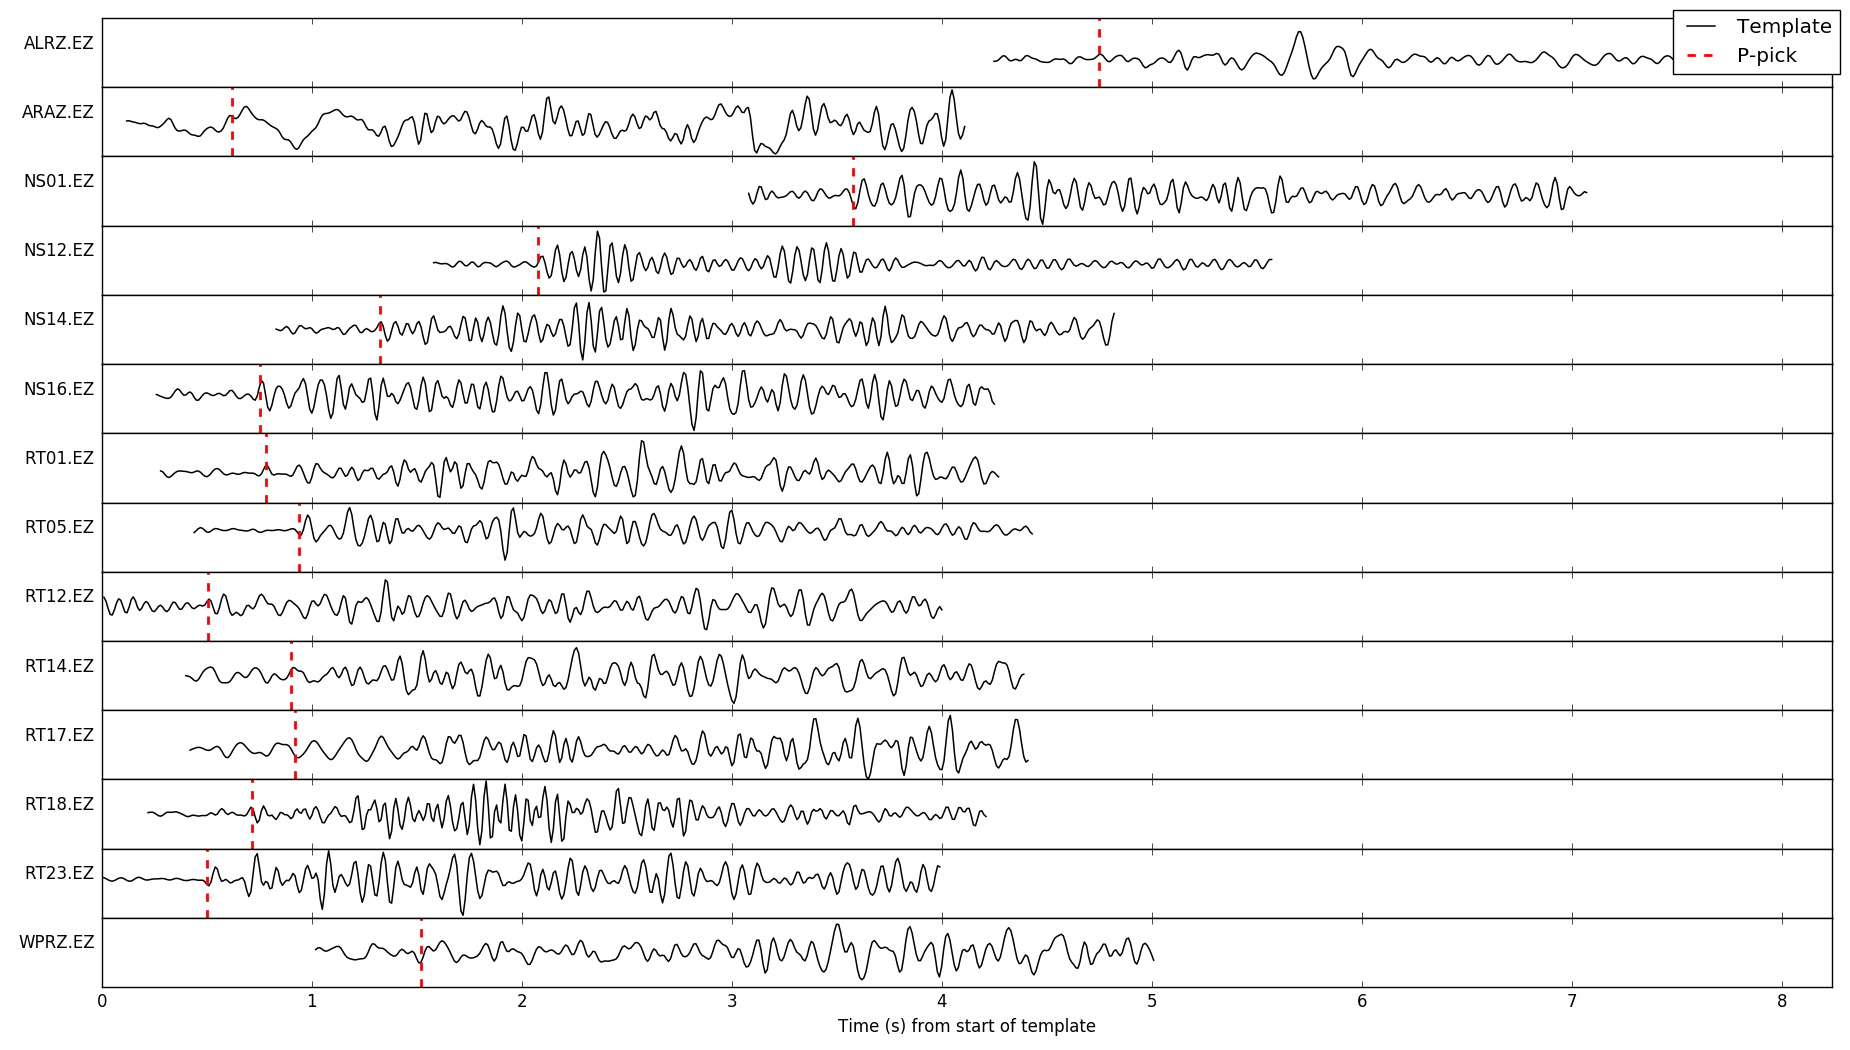 Template
P-pick
ALRZ.EZ
ARAZ.EZ
NS01.EZ
NS12.EZ
NS14.EZ
NS16.EZ
RT01.EZ
RT05.EZ
RT12.EZ
RT14.EZ
RT17.EZ
RT18.EZ
RT23.EZ
WPRZ.EZ
0 1 2 3 4 5 6 7 8
Time (s) from start of template